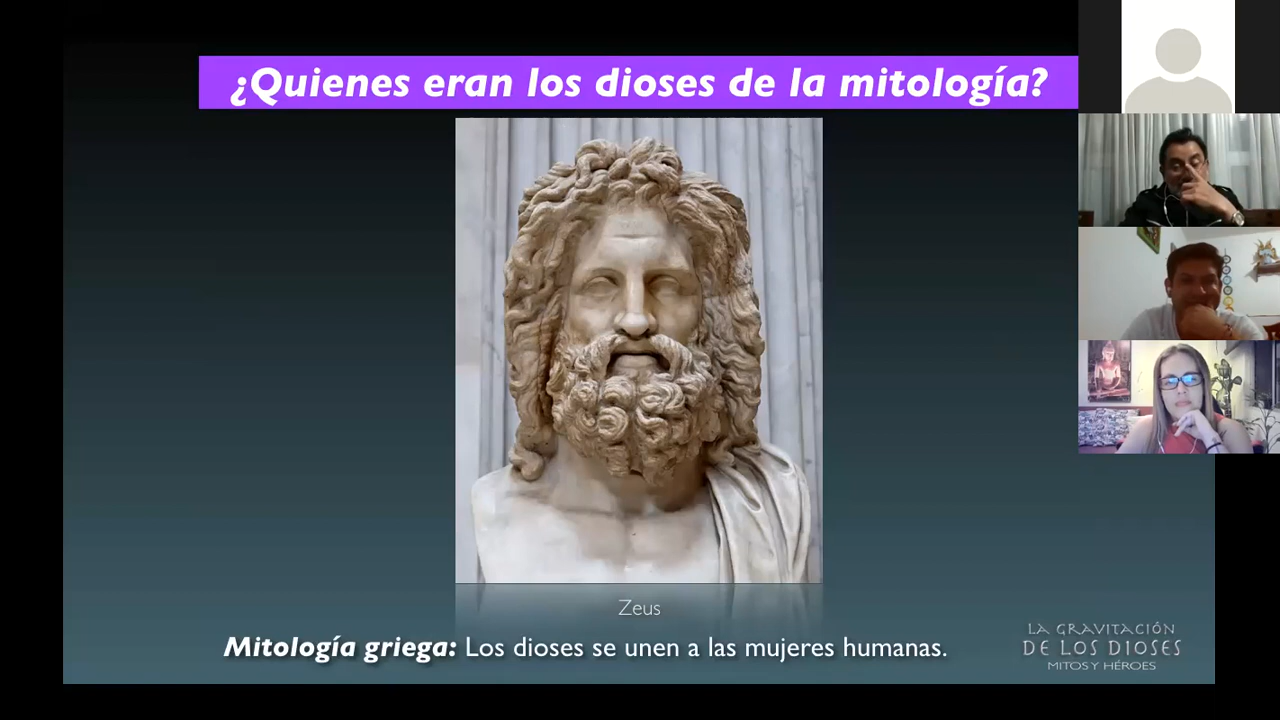 ¿Quienes eran los dioses de la mitología?
Zeus
Mitología griega: Los dioses se unen a las mujeres humanas.
LA GRAVITACIÓN
DE LOS DIOSES
MITOS Y HÉROES